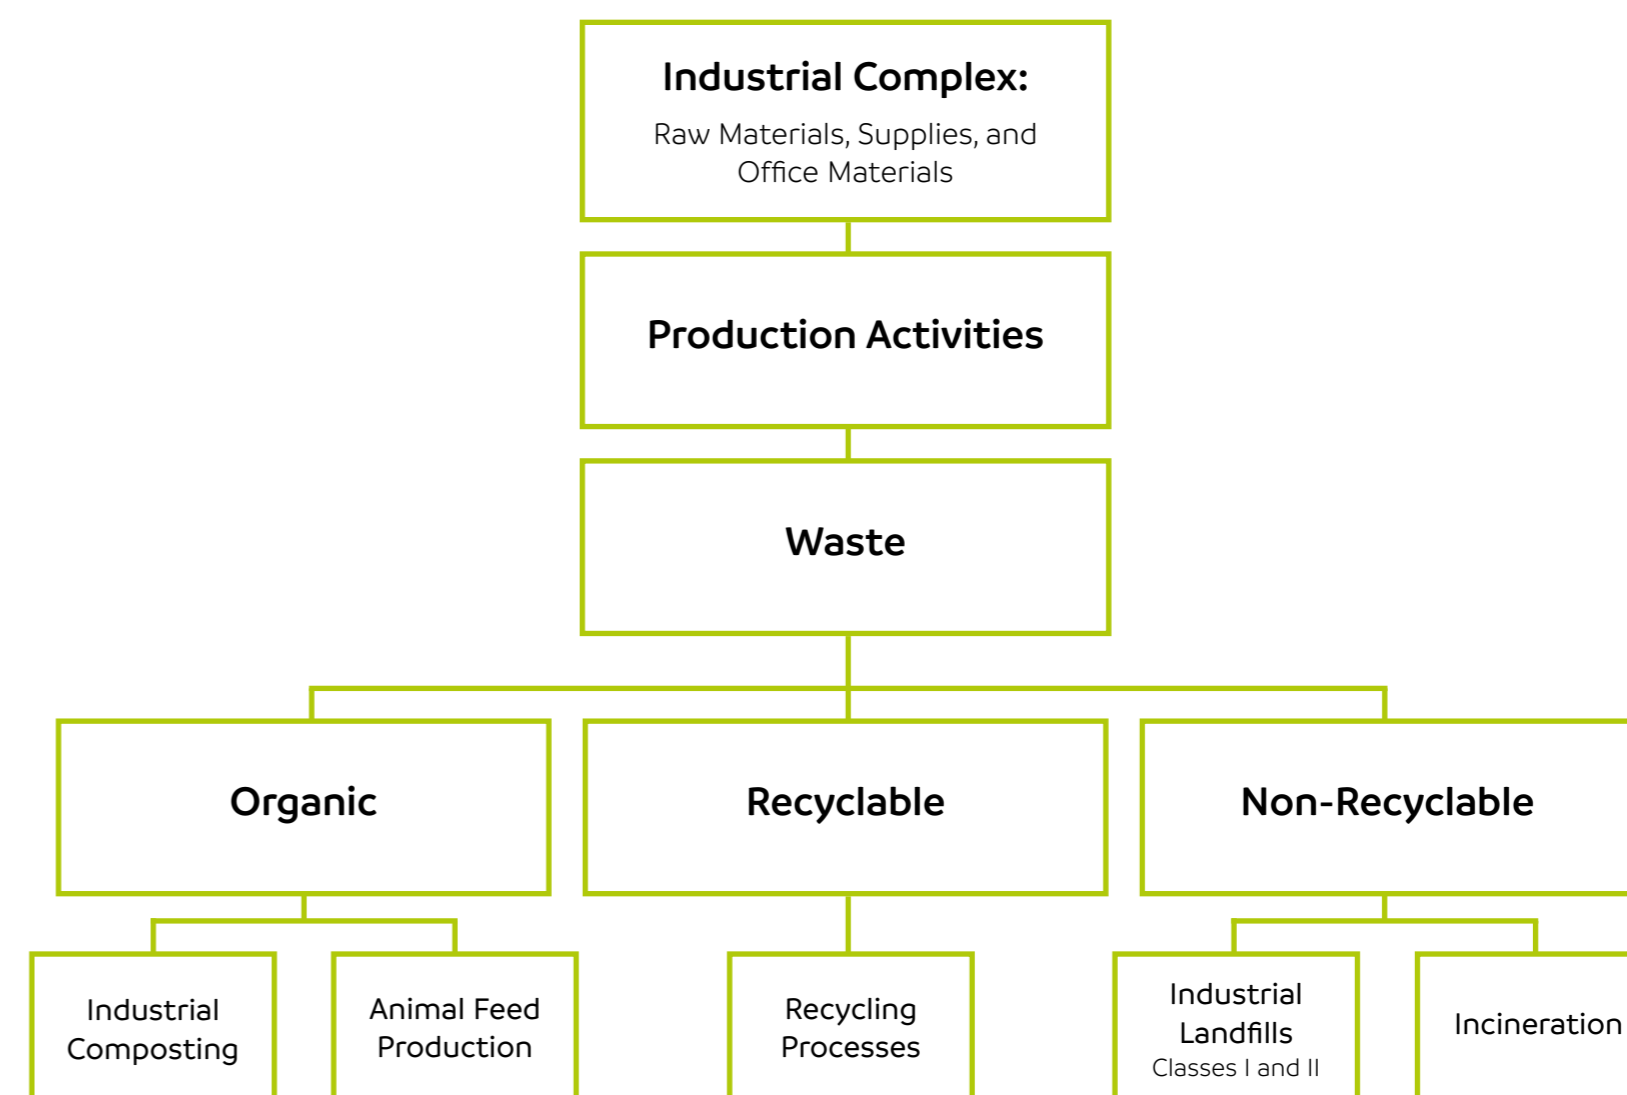 Industrial Complex:
Raw Materials, Supplies, and
Office Materials
Production Activities
Waste
Organic
Recyclable
Non-Recyclable
Industrial
Composting
Animal Feed
Production
Recycling
Processes
Industrial
Landfills
Classes I and II
Incineration